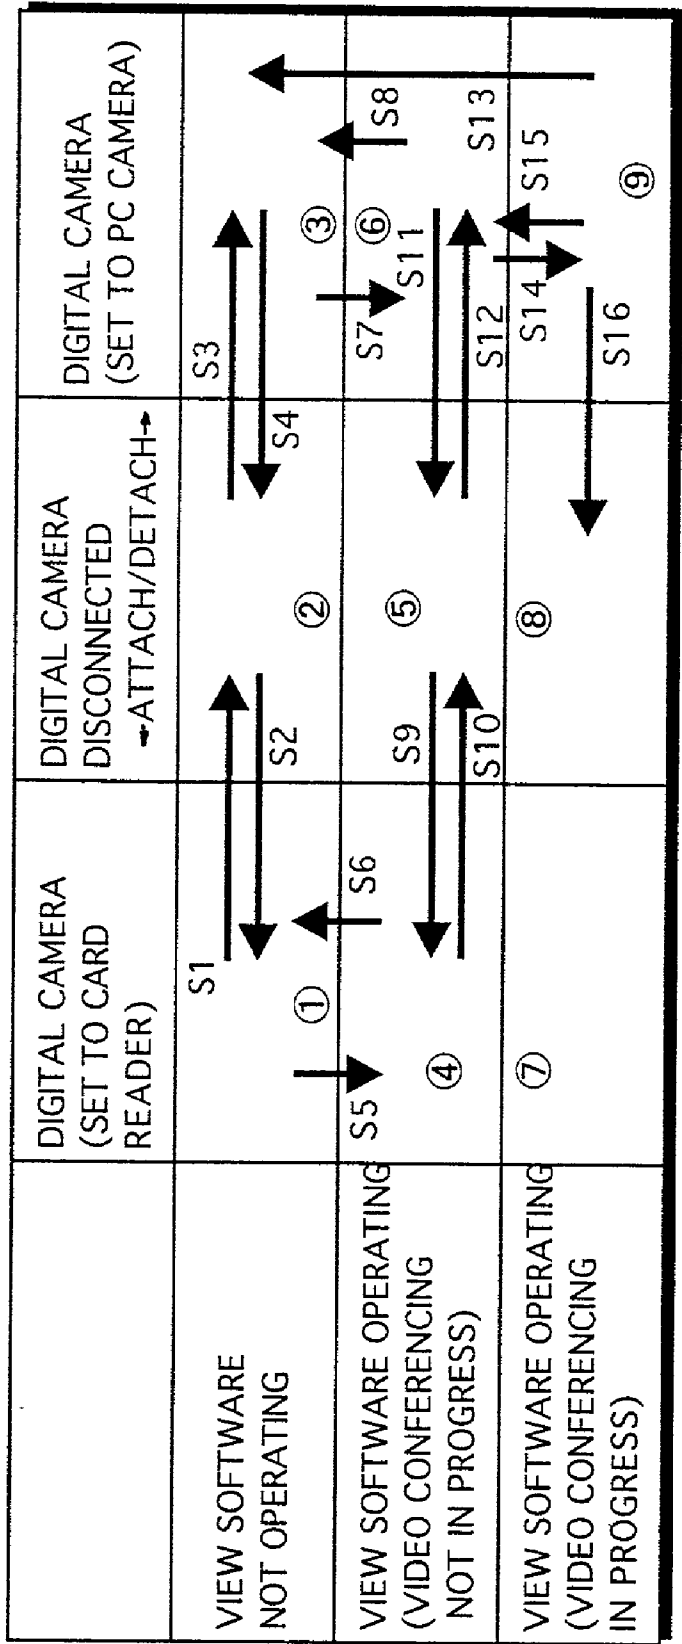 DIGITAL CAMERA
(SET TO CARD
READER)
DIGITAL CAMERA
DISCONNECTED
←ATTACH/DETACH→
DIGITAL CAMERA
(SET TO PC CAMERA)
VIEW SOFTWARE
NOT OPERATING
S1
S2
S3
S4
①
②
③
VIEW SOFTWARE OPERATING
(VIDEO CONFERENCING
NOT IN PROGRESS)
S5
S6
S7
S8
④
⑤
⑥
S9
S10
S11
S12
S13
VIEW SOFTWARE OPERATING
(VIDEO CONFERENCING
IN PROGRESS)
⑦
⑧
S14
S15
S16
⑨